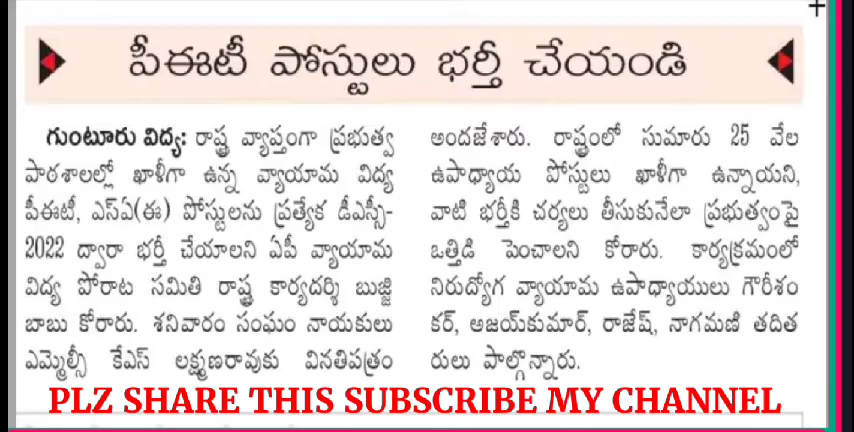 పీఈటీ పోస్టులు భర్తీ చేయండి
గుంటూరు విద్య: రాష్ట్ర వ్యాప్తంగా ప్రభుత్వ
పాఠశాలల్లో ఖాళీగా ఉన్న వ్యాయామ విద్య
పీఈటీ, ఎస్ఏ(ఈ) పోస్టులను ప్రత్యేక డీఎస్సీ-
2022 ద్వారా భర్తీ చేయాలని ఏపీ వ్యాయామ
విద్య పోరాట సమితి రాష్ట్ర కార్యదర్శి బుజ్జి
బాబు కోరారు. శనివారం సంఘం నాయకులు
ఎమ్మెల్సీ కేఎస్ లక్ష్మణరావుకు వినతిపత్రం
అందజేశారు. రాష్ట్రంలో సుమారు 25 వేల
ఉపాధ్యాయ పోస్టులు ఖాళీగా ఉన్నాయని,
వాటి భర్తీకి చర్యలు తీసుకునేలా ప్రభుత్వంపై
ఒత్తిడి పెంచాలని కోరారు. కార్యక్రమంలో
నిరుద్యోగ వ్యాయామ ఉపాధ్యాయులు గౌరీశం
కర్, అజయ్‌కుమార్, రాజేష్, నాగమణి తదిత
రులు పాల్గొన్నారు.
PLZ SHARE THIS SUBSCRIBE MY CHANNEL